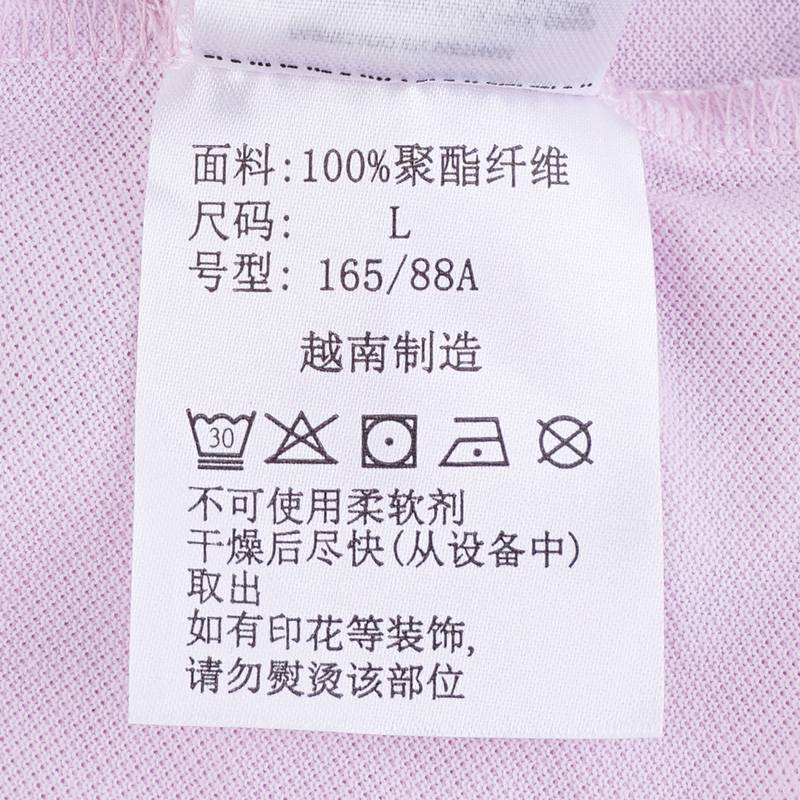 面料:100%聚酯纤维
尺码: L
号型: 165/88A
越南制造
30
不可使用柔软剂
干燥后尽快(从设备中)
取出
如有印花等装饰,
请勿熨烫该部位